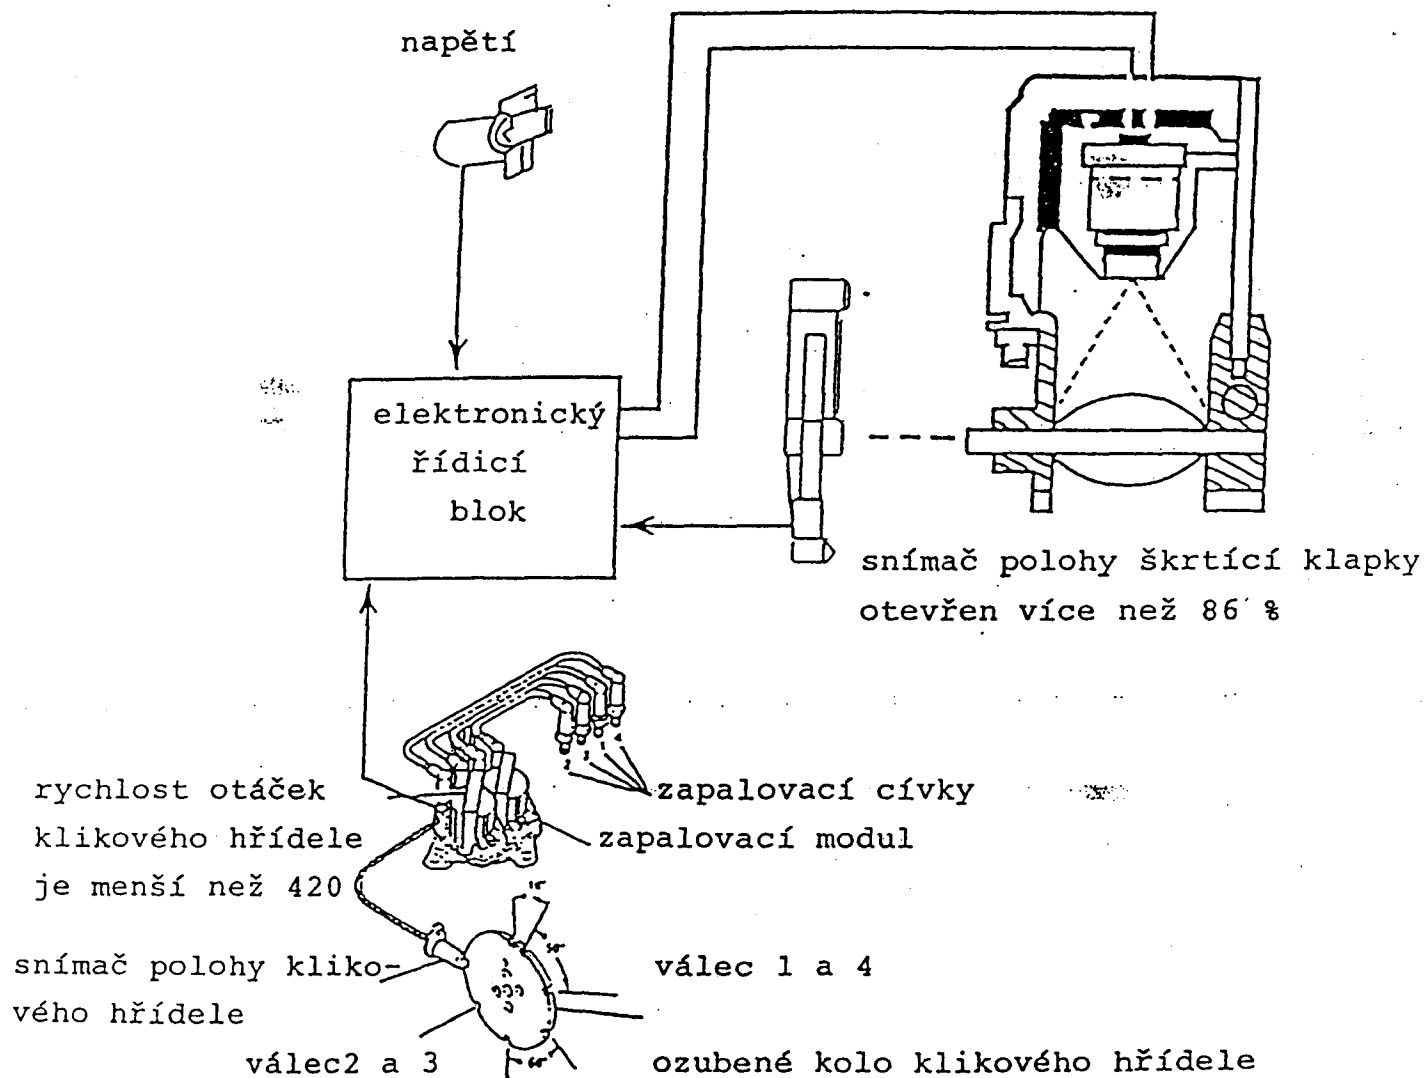 napětí
elektronický
řídicí
blok
snímač polohy škrtící klapky
otevřen více než 86 %
rychlost otáček
klikového hřídele
je menší než 420
zapalovací cívky
zapalovací modul
snímač polohy kliko-
vého hřídele
válec 1 a 4
válec2 a 3
ozubené kolo klikového hřídele